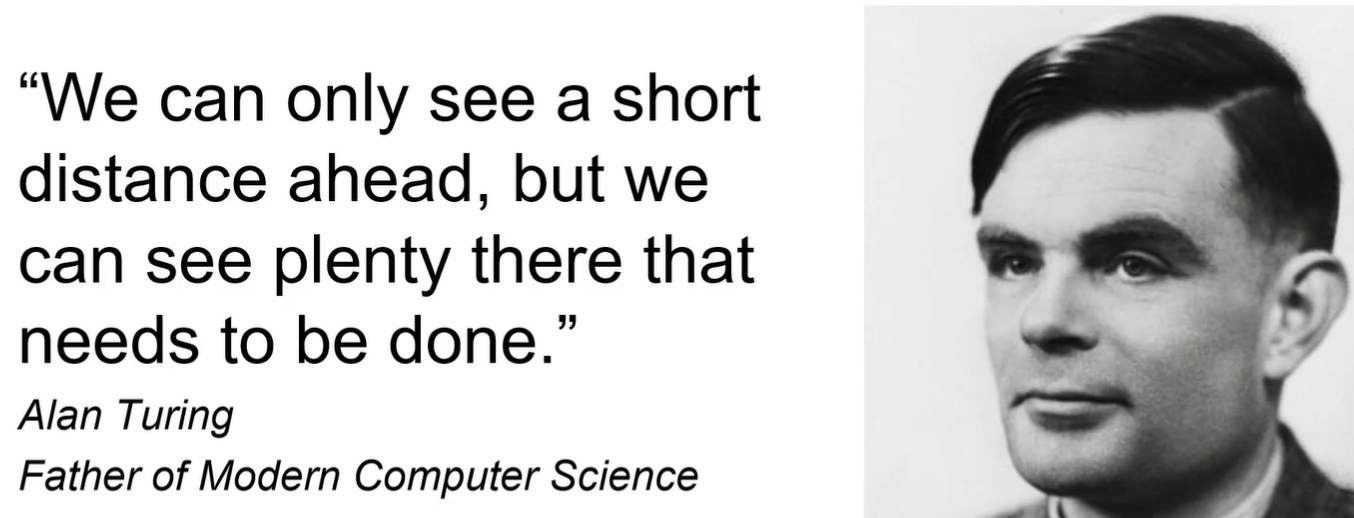 “We can only see a short
distance ahead, but we
can see plenty there that
needs to be done.”
Alan Turing
Father of Modern Computer Science